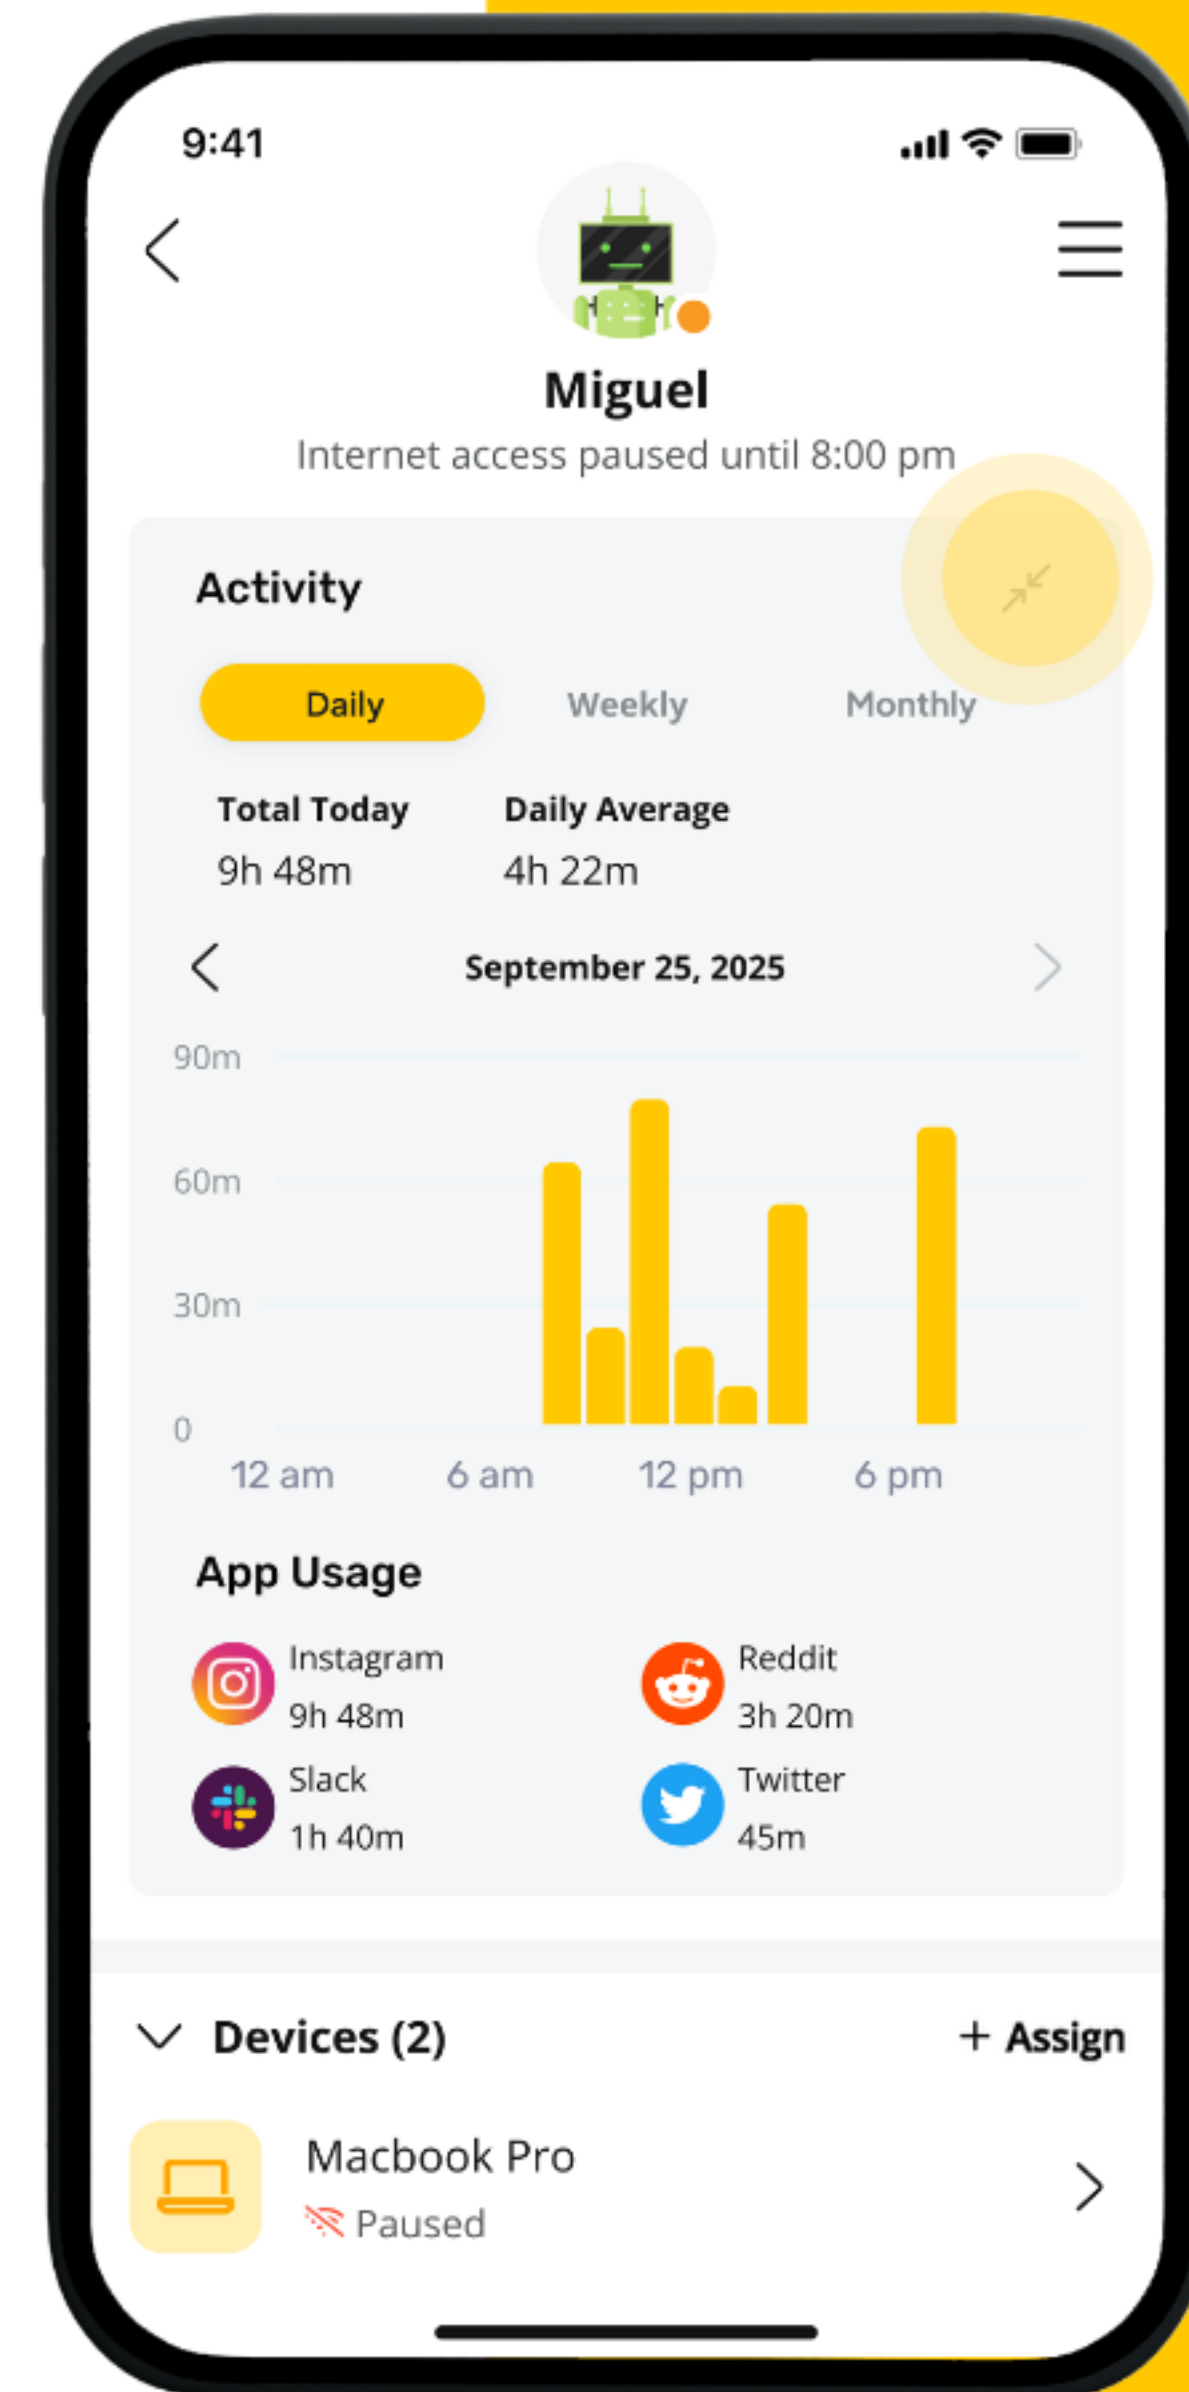 9:41
Miguel
Internet access paused until 8:00 pm
Activity
Daily Weekly Monthly
Total Today Daily Average
9h 48m 4h 22m
September 25, 2025
90m
60m
30m
0
12 am 6 am 12 pm 6 pm
App Usage
Instagram Reddit
9h 48m 3h 20m
Slack Twitter
1h 40m 45m
Devices (2) + Assign
Macbook Pro
Paused